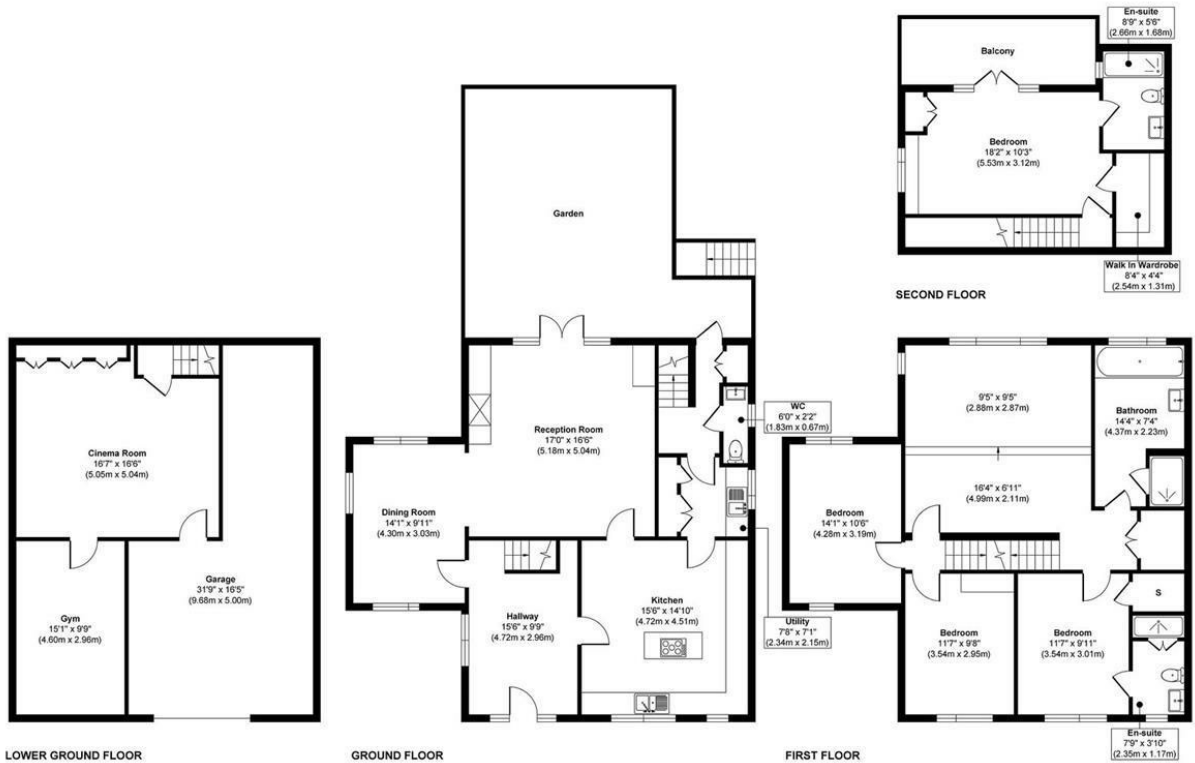 Cinema Room
16'7" x 16'6"
(5.05m x 5.04m)
Garage
31'9" x 16'5"
(9.68m x 5.00m)
Gym
15'1" x 9'9"
(4.60m x 2.96m)
LOWER GROUND FLOOR
Garden
Reception Room
17'0" x 16'6"
(5.18m x 5.04m)
WC
6'0" x 2'2"
(1.83m x 0.67m)
Dining Room
14'1" x 9'11"
(4.30m x 3.03m)
Hallway
15'6" x 9'9"
(4.72m x 2.96m)
Kitchen
15'6" x 14'10"
(4.72m x 4.51m)
Utility
7'8" x 7'1"
(2.34m x 2.15m)
GROUND FLOOR
En-suite
8'9" x 5'6"
(2.66m x 1.68m)
Balcony
Bedroom
18'2" x 10'3"
(5.53m x 3.12m)
Walk In Wardrobe
8'4" x 4'4"
(2.54m x 1.31m)
SECOND FLOOR
9'5" x 9'5"
(2.88m x 2.87m)
Bathroom
14'4" x 7'4"
(4.37m x 2.23m)
16'4" x 6'11"
(4.99m x 2.11m)
Bedroom
14'1" x 10'6"
(4.28m x 3.19m)
S
Bedroom
11'7" x 9'8"
(3.54m x 2.95m)
Bedroom
11'7" x 9'11"
(3.54m x 3.01m)
En-suite
7'9" x 3'10"
(2.35m x 1.17m)
FIRST FLOOR